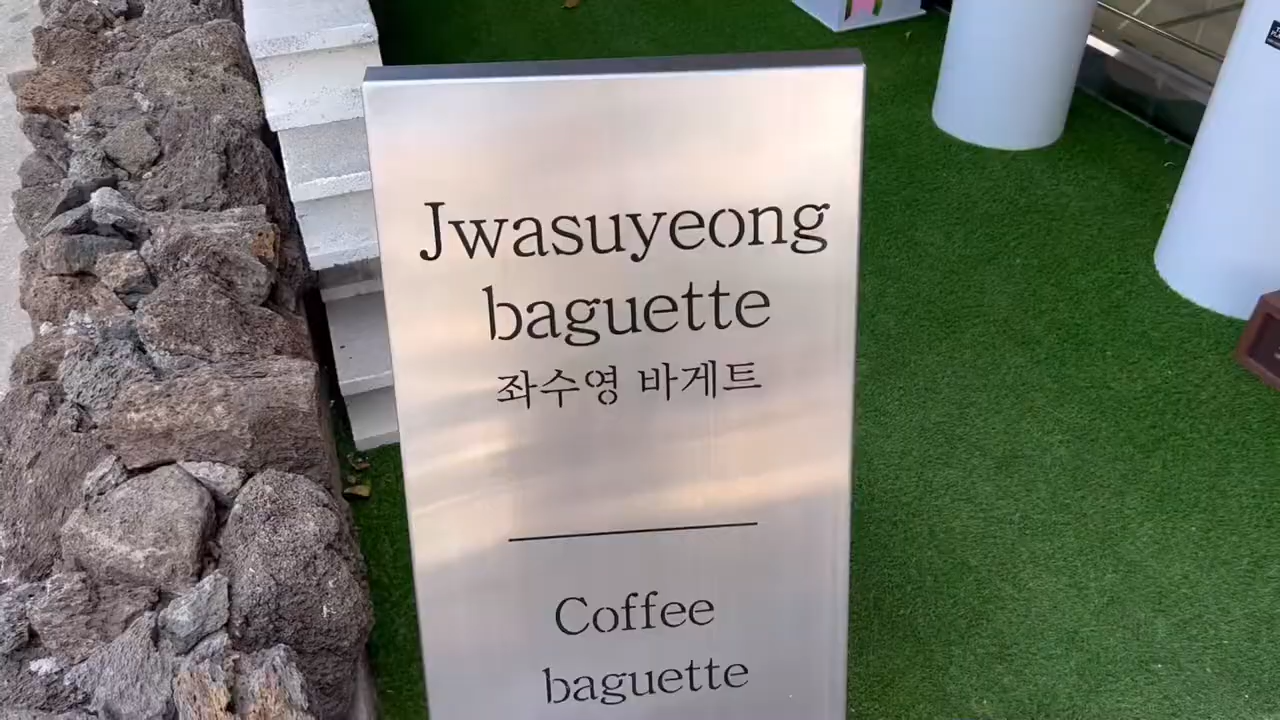 Jwasuyeong
baguette
좌수영 바게트
Coffee
baguette